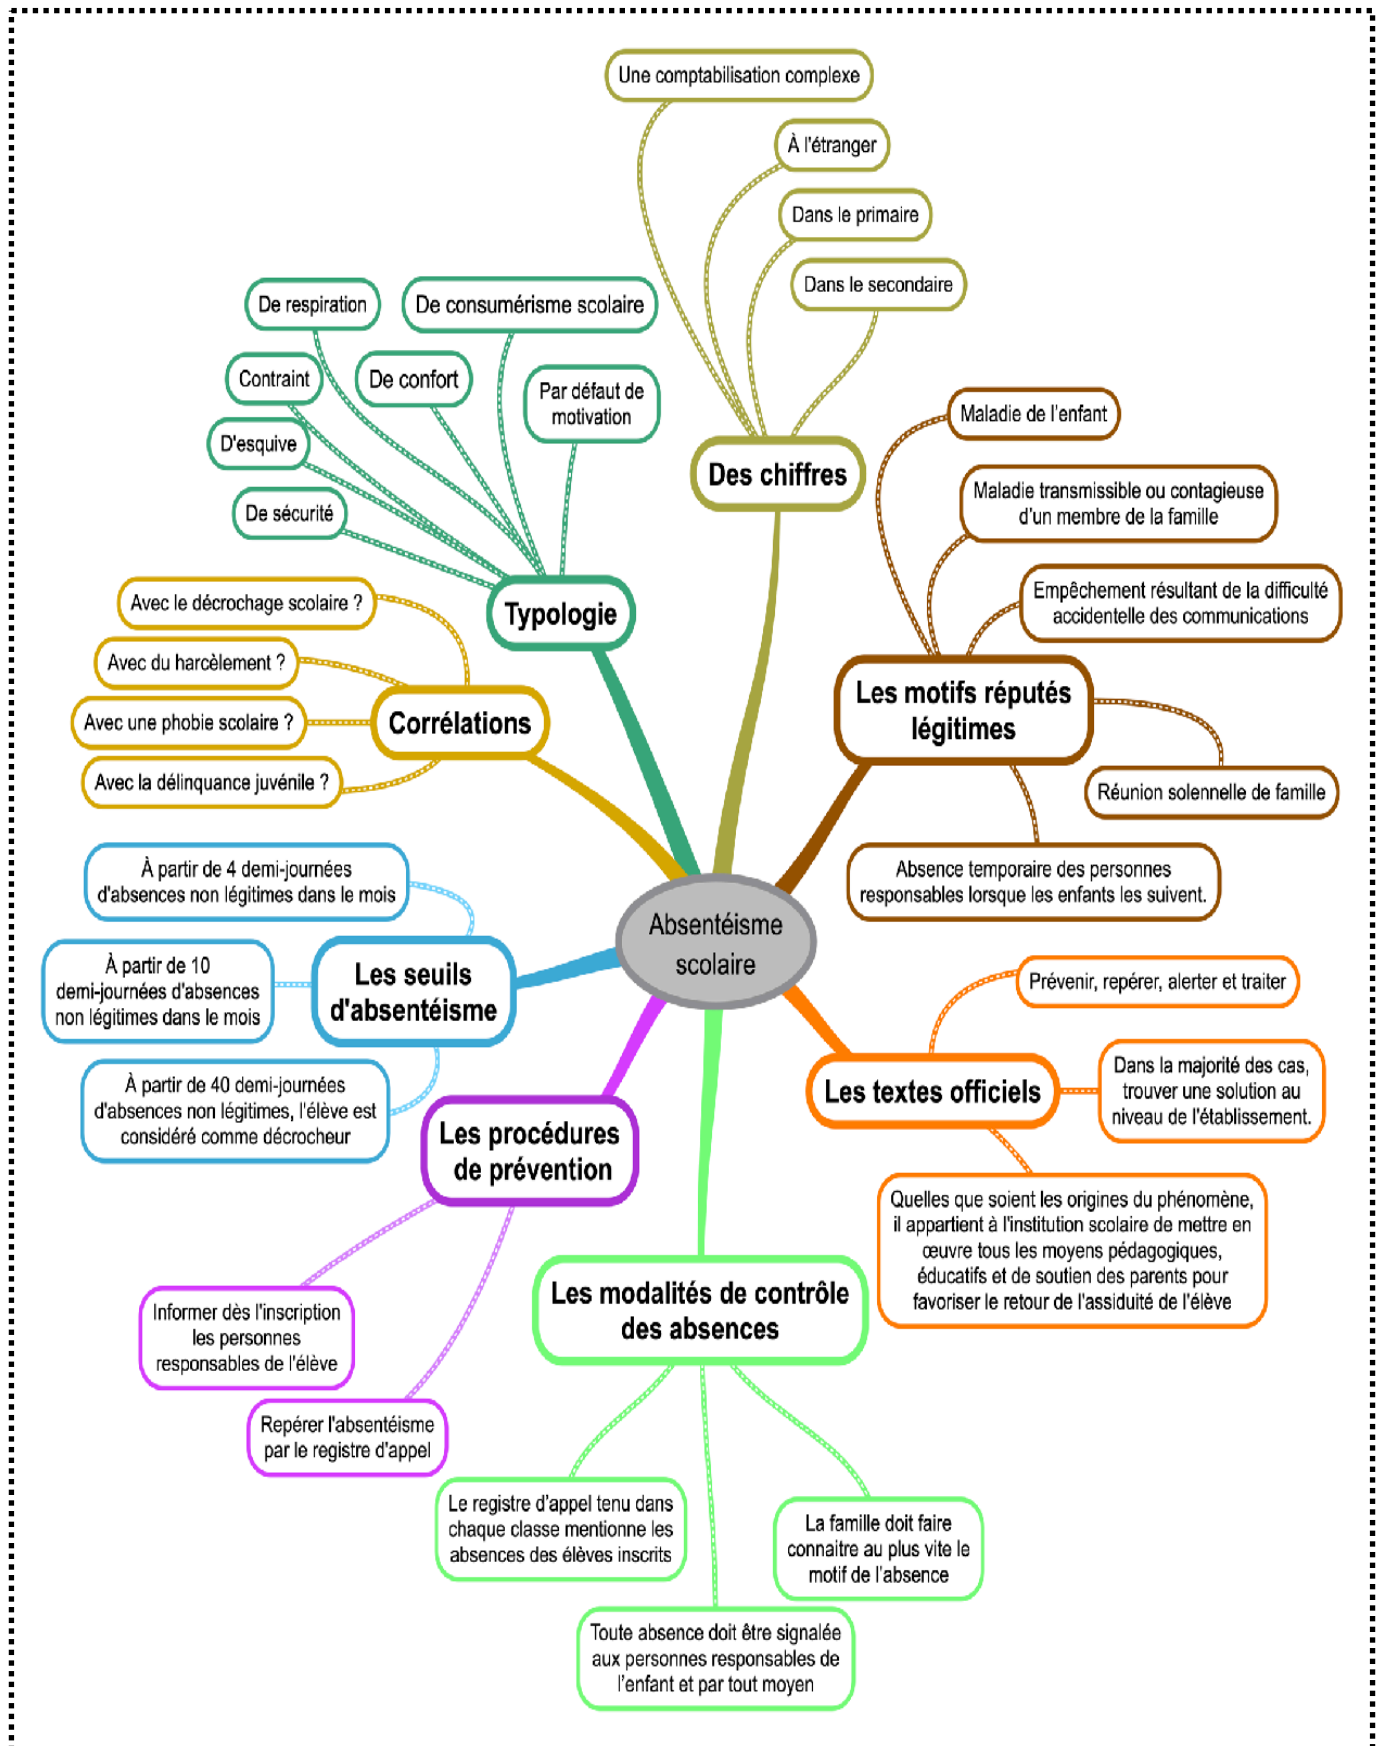 Une comptabilisation complexe
À l'étranger
Dans le primaire
Dans le secondaire
Des chiffres
De respiration
De consumérisme scolaire
Contraint
De confort
Par défaut de
motivation
D'esquive
De sécurité
Typologie
Maladie de l'enfant
Maladie transmissible ou contagieuse
d'un membre de la famille
Empêchement résultant de la difficulté
accidentelle des communications
Les motifs réputés
légitimes
Réunion solennelle de famille
Absence temporaire des personnes
responsables lorsque les enfants les suivent.
Avec le décrochage scolaire ?
Avec du harcèlement ?
Avec une phobie scolaire ?
Avec la délinquance juvénile ?
Corrélations
Absentéisme
scolaire
À partir de 4 demi-journées
d'absences non légitimes dans le mois
À partir de 10
demi-journées d'absences
non légitimes dans le mois
À partir de 40 demi-journées
d'absences non légitimes, l'élève est
considéré comme décrocheur
Les seuils
d'absentéisme
Prévenir, repérer, alerter et traiter
Les textes officiels
Dans la majorité des cas,
trouver une solution au
niveau de l'établissement.
Quelles que soient les origines du phénomène,
il appartient à l'institution scolaire de mettre en
œuvre tous les moyens pédagogiques,
éducatifs et de soutien des parents pour
favoriser le retour de l'assiduité de l'élève
Les procédures
de prévention
Informer dès l'inscription
les personnes
responsables de l'élève
Repérer l'absentéisme
par le registre d'appel
Les modalités de contrôle
des absences
Le registre d'appel tenu dans
chaque classe mentionne les
absences des élèves inscrits
La famille doit faire
connaitre au plus vite le
motif de l'absence
Toute absence doit être signalée
aux personnes responsables de
l'enfant et par tout moyen